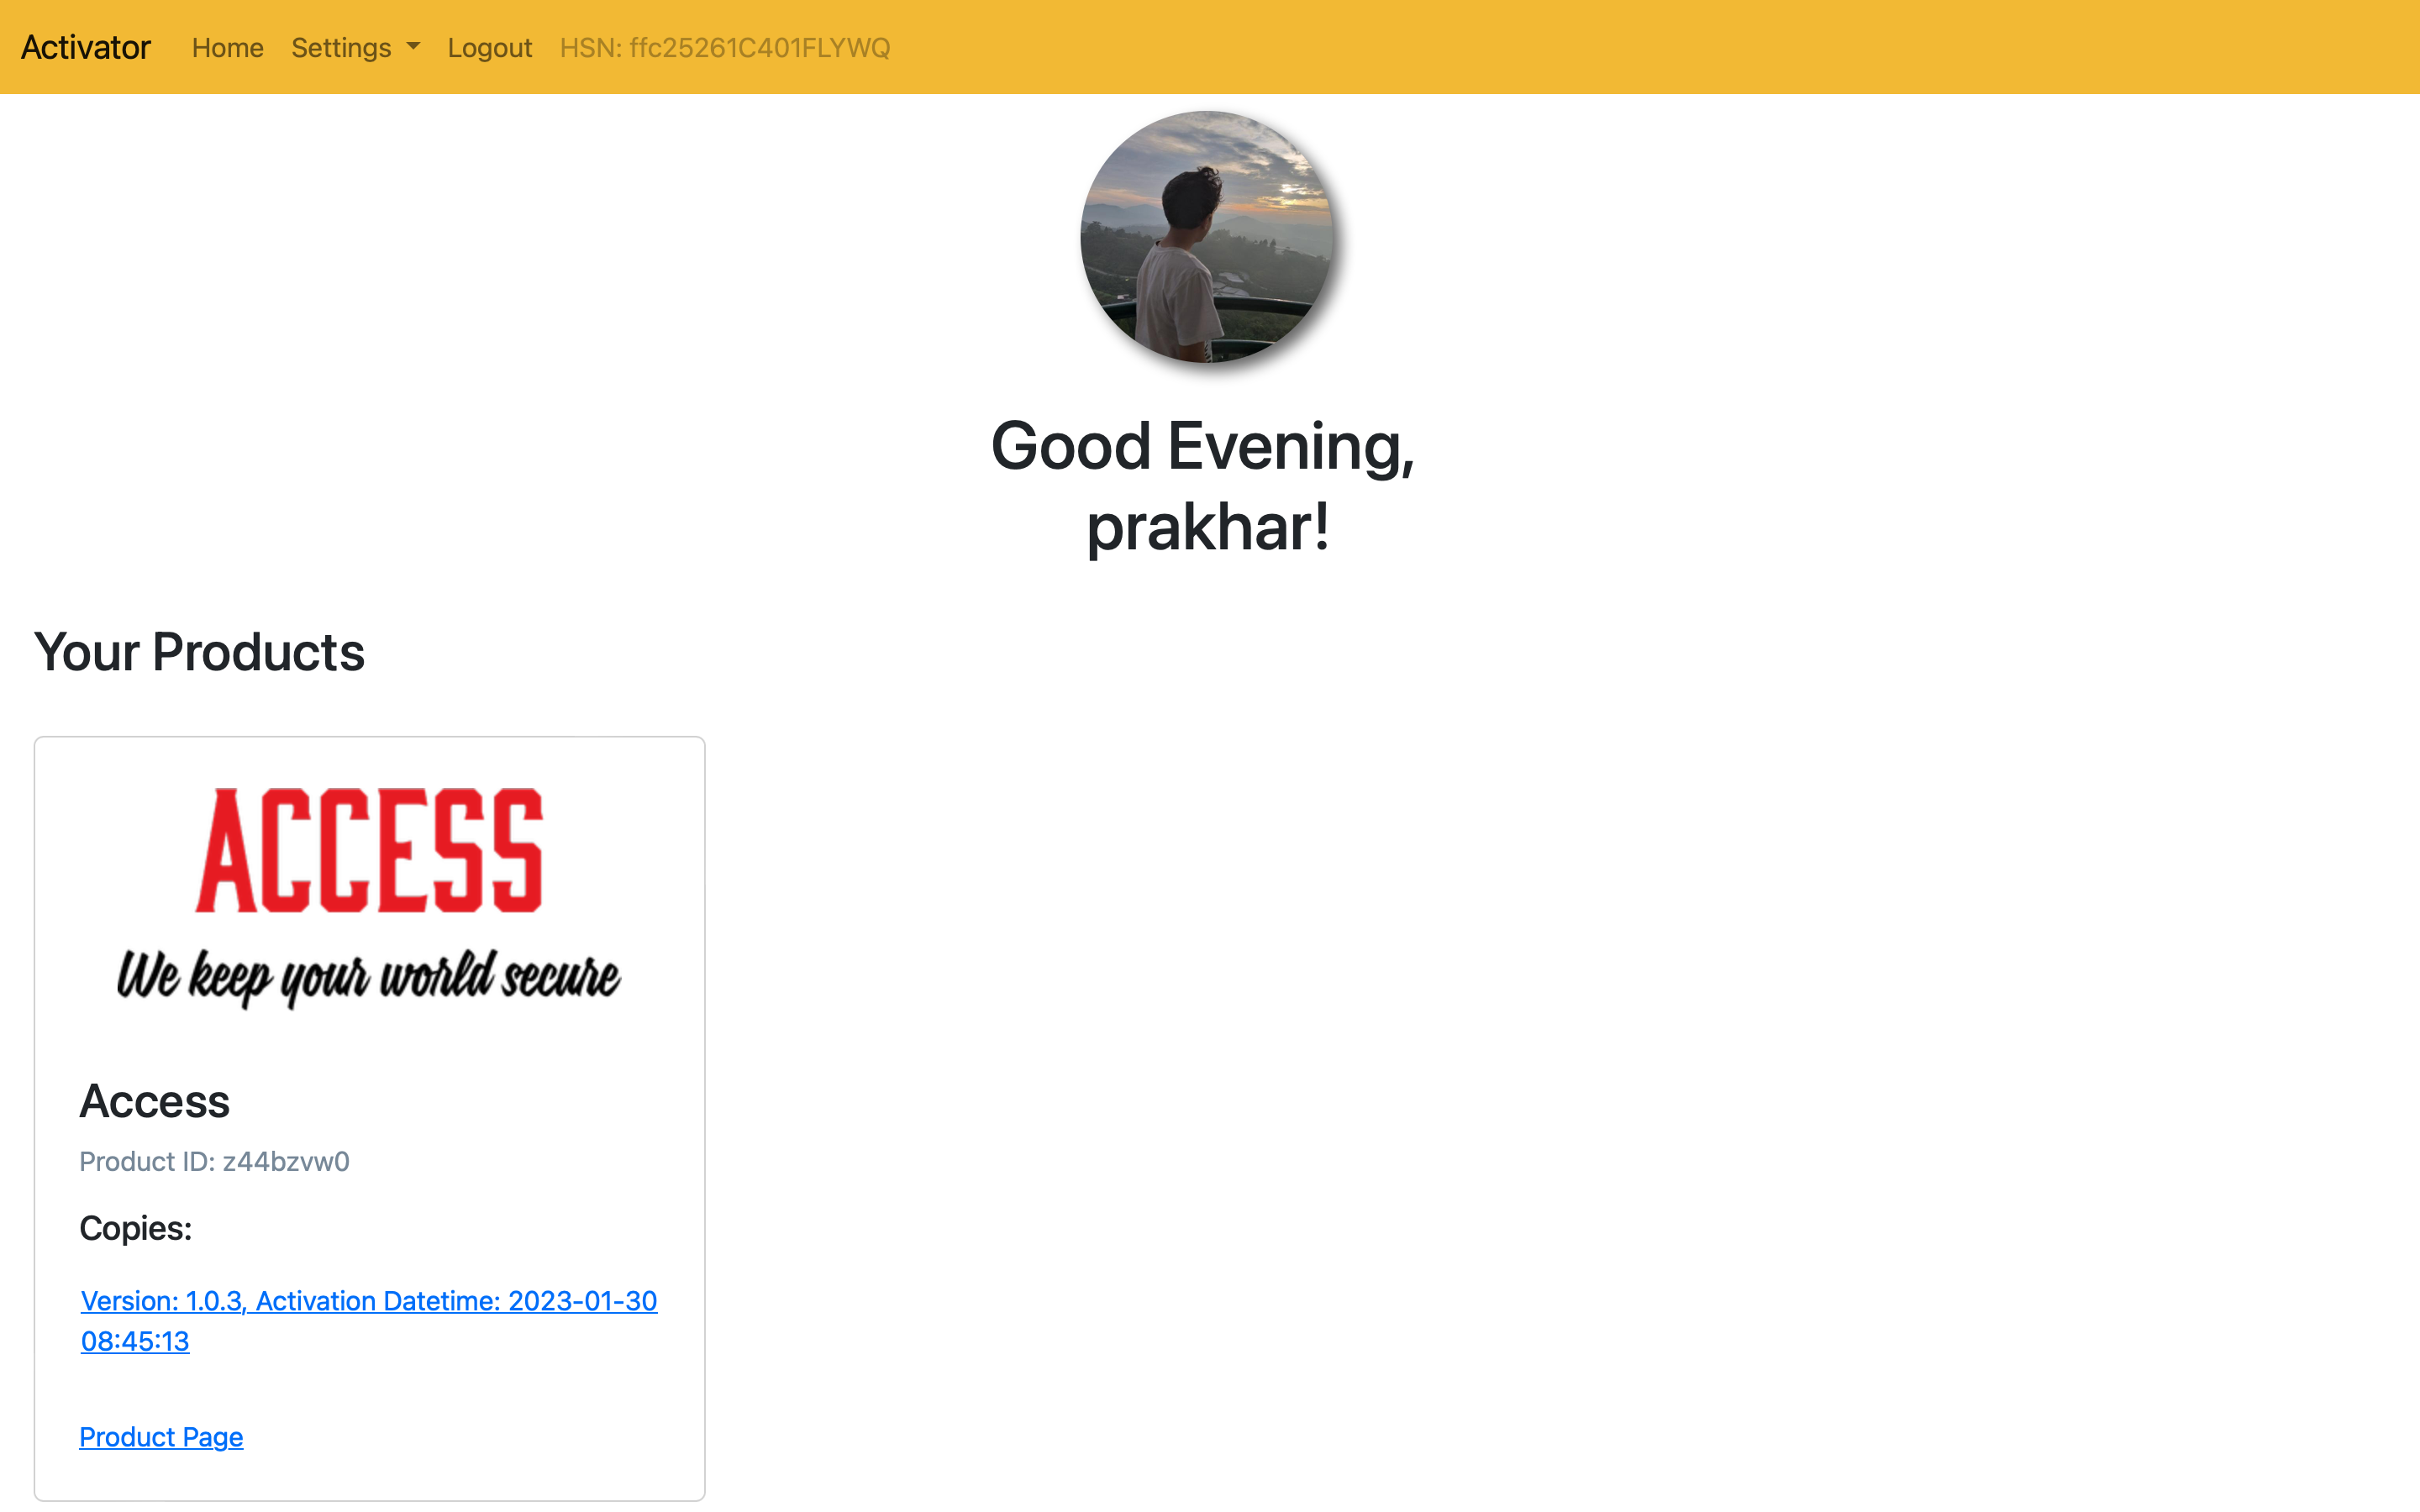 Activator Home Settings Logout HSN: ffc25261C401FLYWQ
Good Evening,
prakhar!
Your Products
ACCESS
We keep your world secure
Access
Product ID: z44bzvw0
Copies:
Version: 1.0.3, Activation Datetime: 2023-01-30
08:45:13
Product Page